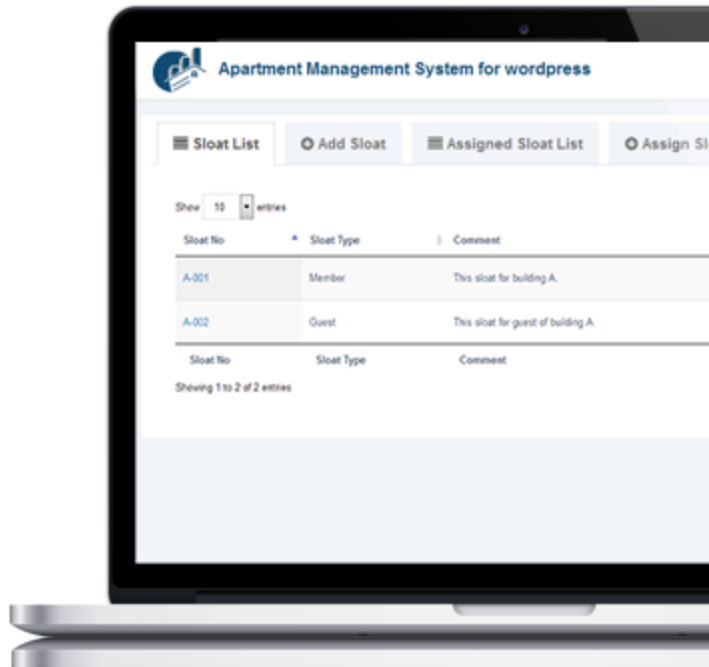 Apartment Management System for wordpress
Sloat List Add Sloat Assigned Sloat List Assign Sl
Show 10 entries
Sloat No Sloat Type Comment
A-001 Member This sloat for building A.
A-002 Guest This sloat for guest of building A
Sloat No Sloat Type Comment
Showing 1 to 2 of 2 entries